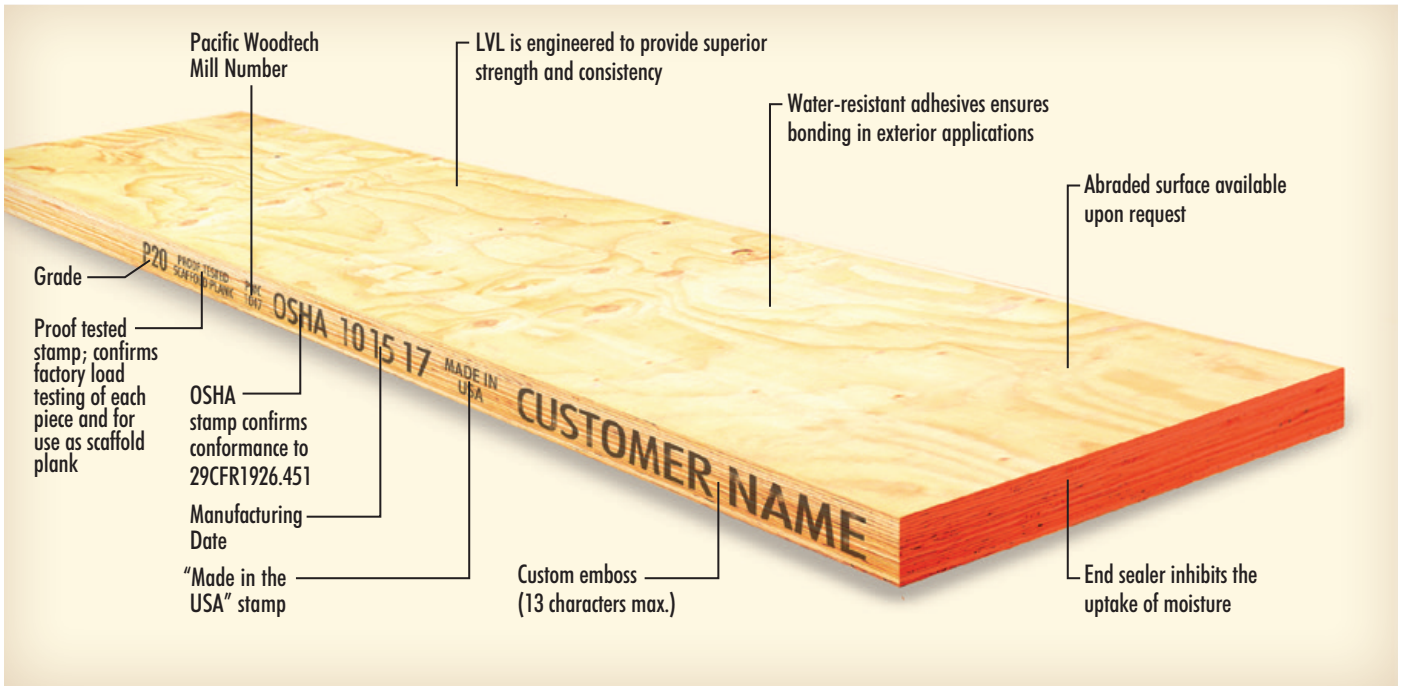 Pacific Woodtech
Mill Number
LVL is engineered to provide superior
strength and consistency
Water-resistant adhesives ensures
bonding in exterior applications
Abraded surface available
upon request
Grade
Proof tested
stamp; confirms
factory load
testing of each
piece and for
use as scaffold
plank
OSHA
stamp confirms
conformance to
29CFR1926.451
Manufacturing
Date
“Made in the
USA” stamp
Custom emboss
(13 characters max.)
End sealer inhibits the
uptake of moisture
P20
PROOF TESTED
SCAFFOLD PLANK
1047
OSHA
10 15 17
MADE IN
USA
CUSTOMER NAME